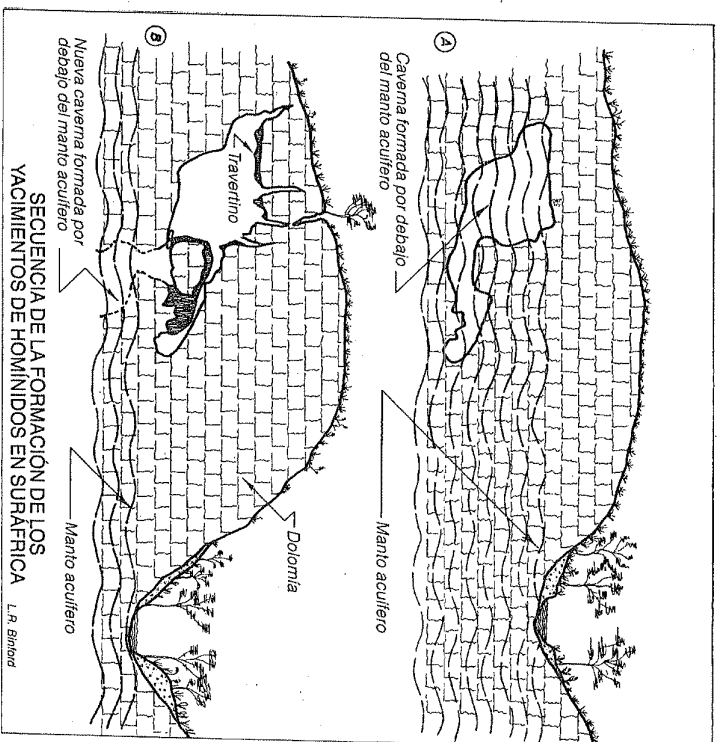 A
Caverna formada por debajo
del manto acuífero
Manto acuífero
B
Travertino
Dolomía
Nueva caverna formada por
debajo del manto acuífero
Manto acuífero
SECUENCIA DE LA FORMACIÓN DE LOS
YACIMIENTOS DE HOMÍNIDOS EN SURÁFRICA
L.R. Binford